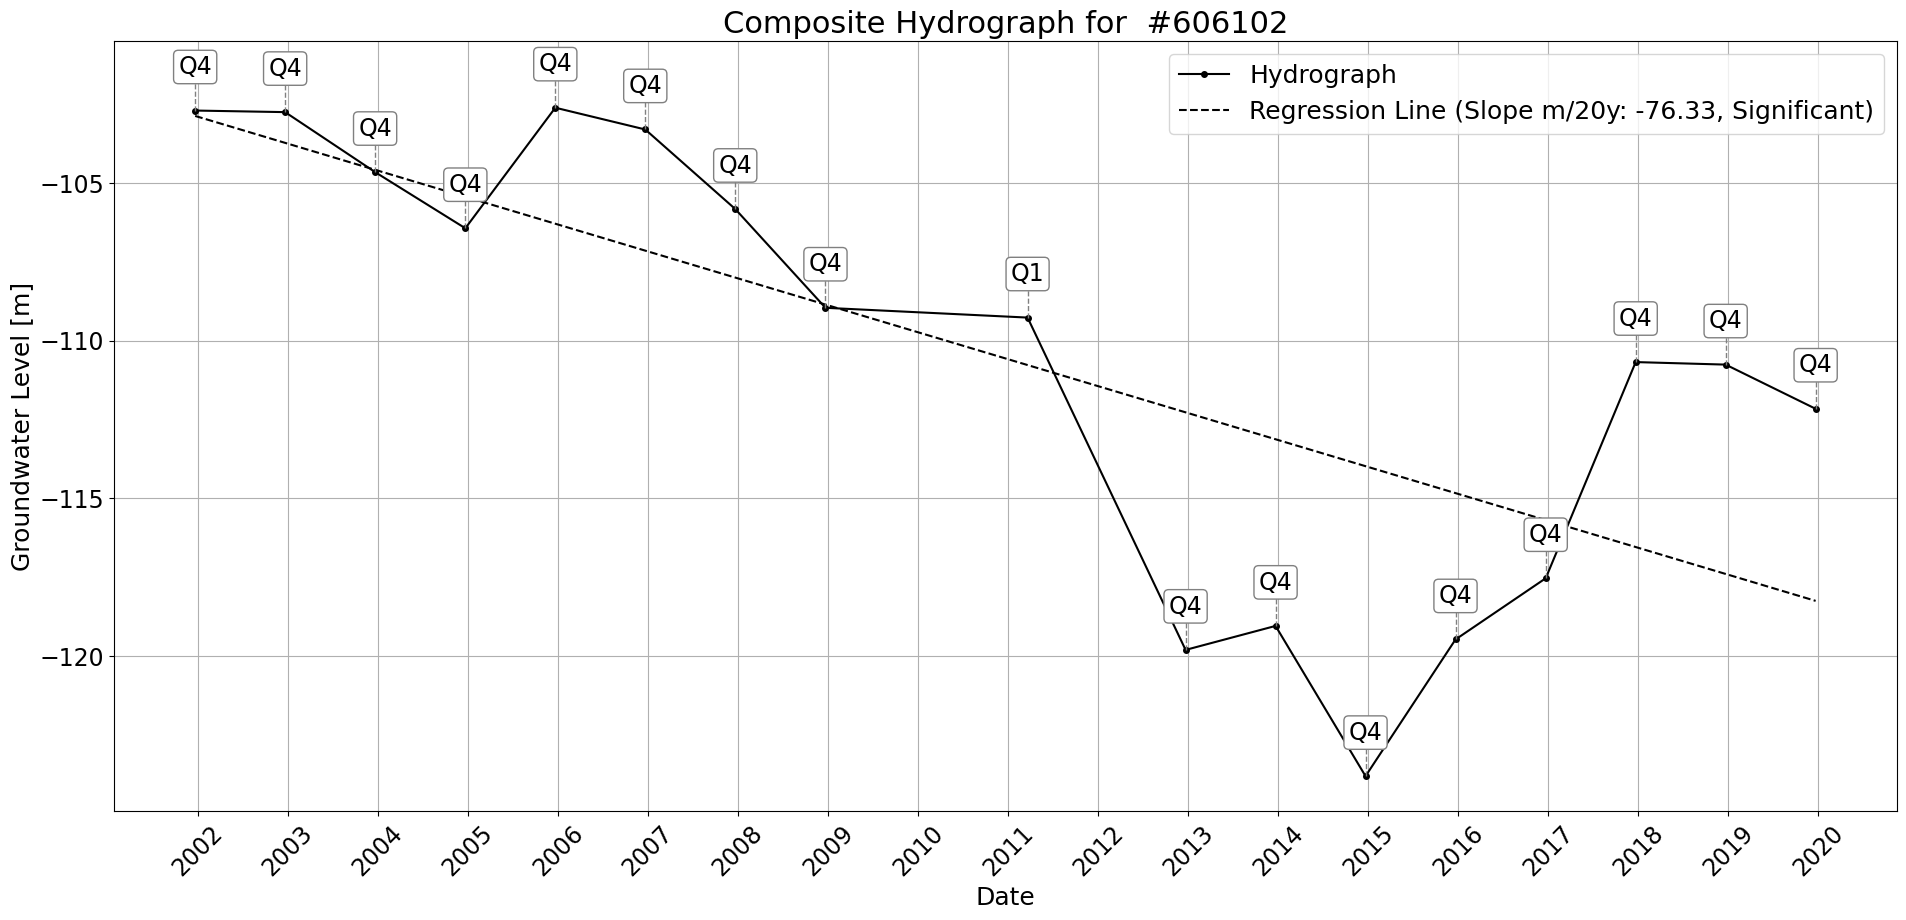 Composite Hydrograph for  #606102
Hydrograph
Regression Line (Slope m/20y: -76.33, Significant)
Q4
Q4
Q4
Q4
Q4
Q4
Q4
Q4
Q1
Q4
Q4
Q4
Q4
Q4
Q4
Q4
Q4
Groundwater Level [m]
−105
−110
−115
−120
2002
2003
2004
2005
2006
2007
2008
2009
2010
2011
2012
2013
2014
2015
2016
2017
2018
2019
2020
Date